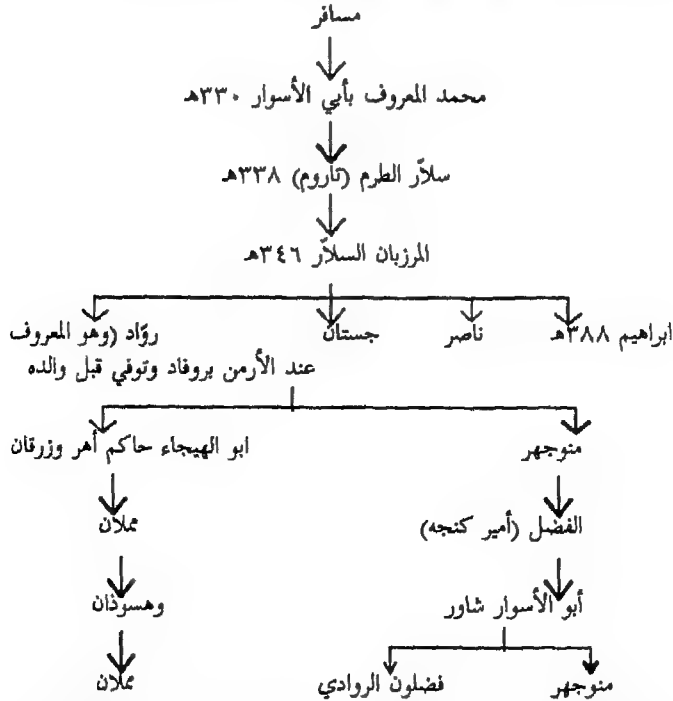 مسافر
محمد المعروف بأبي الأسوار ٣٣٠هـ
سلاّر الطرم (تاروم) ٣٣٨هـ
المرزبان السلاّر ٣٤٦هـ
ابراهيم ٣٨٨هـ ناصر جستان روّاد (وهو المعروف
عند الأرمن بروفاد وتوفي قبل والده
منوجهر ابو الهيجاء حاكم أهر وزرقان
الفضل (أمير كنجه) مملان
أبو الأسوار شاور وهسوذان
منوجهر فضلون الروادي مملان